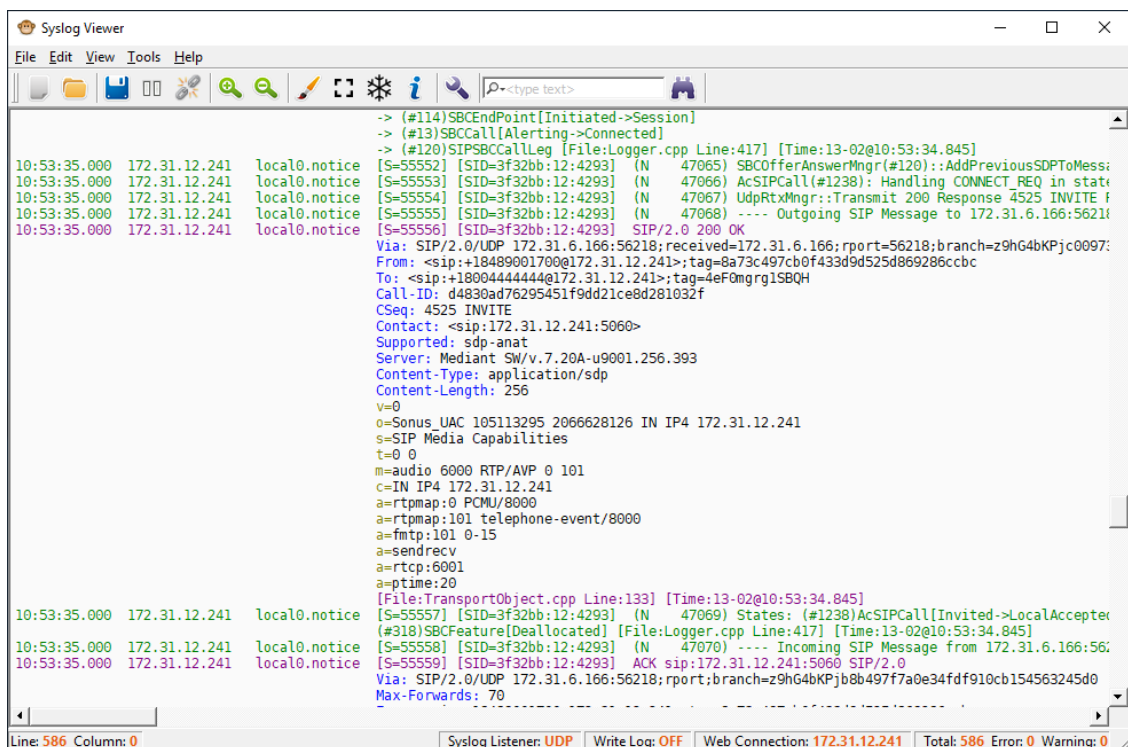 Syslog Viewer
File Edit View Tools Help
<type text>
-> (#114)SBCEndPoint[Initiated->Session]
-> (#13)SBCCall[Alerting->Connected]
-> (#120)SIPSBCCallLeg [File:Logger.cpp Line:417] [Time:13-02@10:53:34.845]
10:53:35.000 172.31.12.241 local0.notice [S=55552] [SID=3f32bb:12:4293] (N 47065) SBCOfferAnswerMngr(#120)::AddPreviousSDPToMessa
10:53:35.000 172.31.12.241 local0.notice [S=55553] [SID=3f32bb:12:4293] (N 47066) AcSIPCall(#1238): Handling CONNECT_REQ in state
10:53:35.000 172.31.12.241 local0.notice [S=55554] [SID=3f32bb:12:4293] (N 47067) UdpRtxMngr::Transmit 200 Response 4525 INVITE
10:53:35.000 172.31.12.241 local0.notice [S=55555] [SID=3f32bb:12:4293] (N 47068) ---- Outgoing SIP Message to 172.31.6.166:56218
10:53:35.000 172.31.12.241 local0.notice [S=55556] [SID=3f32bb:12:4293] SIP/2.0 200 OK
Via: SIP/2.0/UDP 172.31.6.166:56218;received=172.31.6.166;rport=56218;branch=z9hG4bKPjc00973
From: <sip:+18489001700@172.31.12.241>;tag=8a73c497cb0f433d9d525d869286ccbc
To: <sip:+18004444444@172.31.12.241>;tag=4eF0mgrg1SBQH
Call-ID: d4830ad76295451f9dd21ce8d281032f
CSeq: 4525 INVITE
Contact: <sip:172.31.12.241:5060>
Supported: sdp-anat
Server: Mediant SW/v.7.20A-u9001.256.393
Content-Type: application/sdp
Content-Length: 256
v=0
o=Sonus_UAC 105113295 2066628126 IN IP4 172.31.12.241
s=SIP Media Capabilities
t=0 0
m=audio 6000 RTP/AVP 0 101
c=IN IP4 172.31.12.241
a=rtpmap:0 PCMU/8000
a=rtpmap:101 telephone-event/8000
a=fmtp:101 0-15
a=sendrecv
a=rtcp:6001
a=ptime:20
[File:TransportObject.cpp Line:133] [Time:13-02@10:53:34.845]
10:53:35.000 172.31.12.241 local0.notice [S=55557] [SID=3f32bb:12:4293] (N 47069) States: (#1238)AcSIPCall[Invited->LocalAccepted
(#318)SBCFeature[Deallocated] [File:Logger.cpp Line:417] [Time:13-02@10:53:34.845]
10:53:35.000 172.31.12.241 local0.notice [S=55558] [SID=3f32bb:12:4293] (N 47070) ---- Incoming SIP Message from 172.31.6.166:562
10:53:35.000 172.31.12.241 local0.notice [S=55559] [SID=3f32bb:12:4293] ACK sip:172.31.12.241:5060 SIP/2.0
Via: SIP/2.0/UDP 172.31.6.166:56218;rport;branch=z9hG4bKPjb8b497f7a0e34fdf910cb154563245d0
Max-Forwards: 70
Line: 586 Column: 0 Syslog Listener: UDP Write Log: OFF Web Connection: 172.31.12.241 Total: 586 Error: 0 Warning: 0